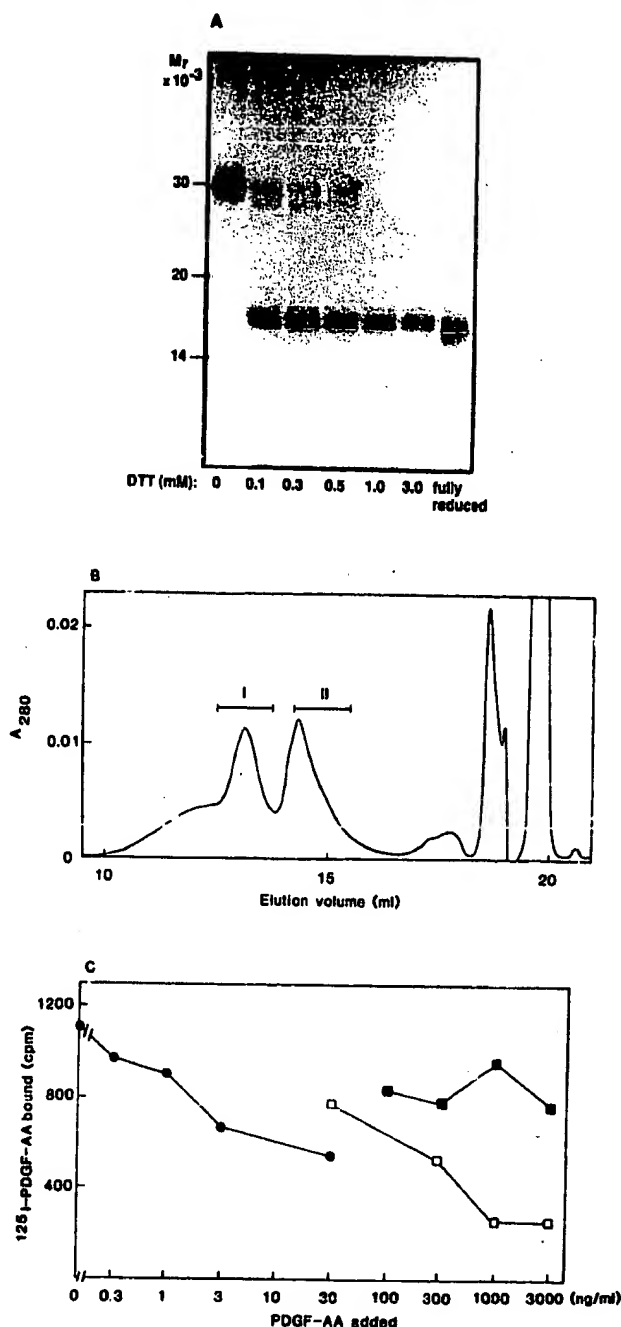 A
Mr
x10-3
30
20
14
DTT (mM): 0 0.1 0.3 0.5 1.0 3.0 fully
reduced
B
0.02
I II
A280
0.01
0
10 15 20
Elution volume (ml)
C
1200
125I-PDGF-AA bound (cpm)
800
400
0 0.3 1 3 10 30 100 300 1000 3000 (ng/ml)
PDGF-AA added